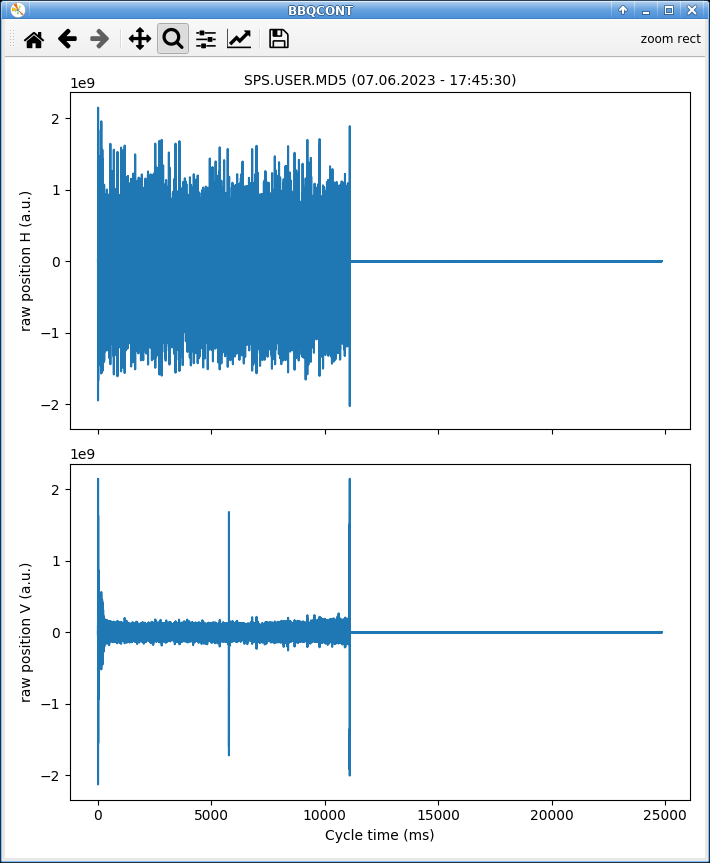 BBQCONT
zoom rect
SPS.USER.MD5 (07.06.2023 - 17:45:30)
1e9
2
1
0
−1
−2
raw position H (a.u.)
1e9
2
1
0
−1
−2
raw position V (a.u.)
0 5000 10000 15000 20000 25000
Cycle time (ms)